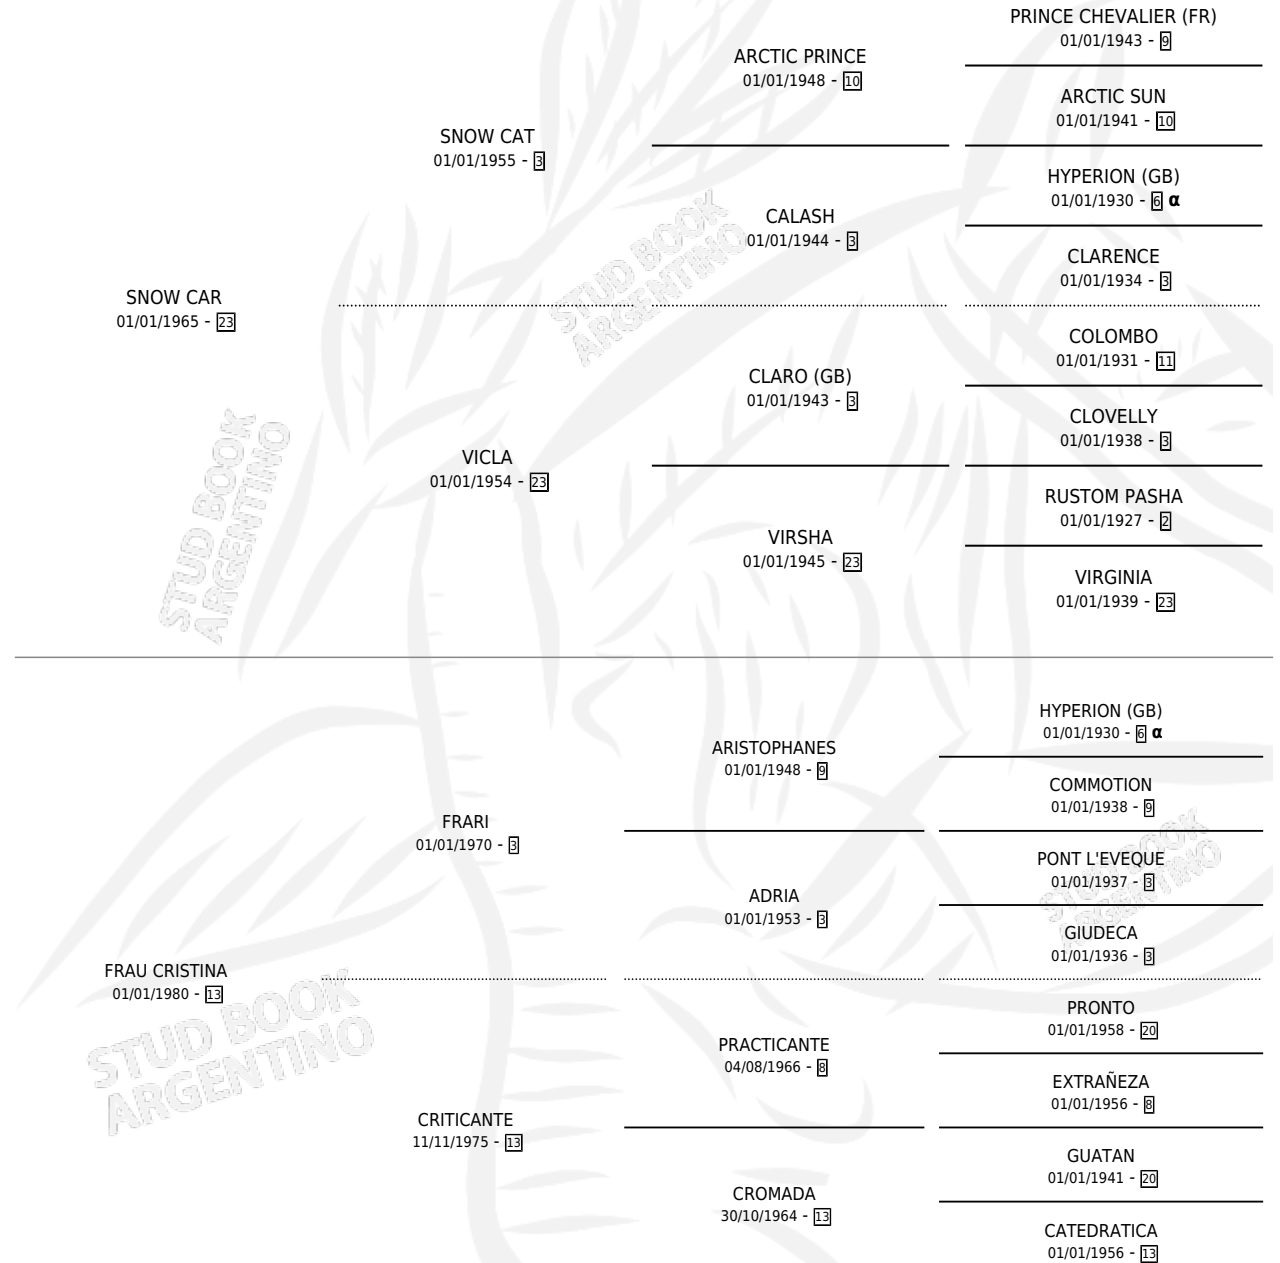 PRINCE CHEVALIER (FR)
01/01/1943 - 9
ARCTIC PRINCE
01/01/1948 - 10
ARCTIC SUN
01/01/1941 - 10
SNOW CAT
01/01/1955 - 3
HYPERION (GB)
01/01/1930 - 6 α
CALASH
01/01/1944 - 3
CLARENCE
01/01/1934 - 3
SNOW CAR
01/01/1965 - 23
COLOMBO
01/01/1931 - 11
CLARO (GB)
01/01/1943 - 3
CLOVELLY
01/01/1938 - 3
VICLA
01/01/1954 - 23
RUSTOM PASHA
01/01/1927 - 2
VIRSHA
01/01/1945 - 23
VIRGINIA
01/01/1939 - 23
HYPERION (GB)
01/01/1930 - 6 α
ARISTOPHANES
01/01/1948 - 9
COMMOTION
01/01/1938 - 9
FRARI
01/01/1970 - 3
PONT L'EVEQUE
01/01/1937 - 3
ADRIA
01/01/1953 - 3
GIUDECA
01/01/1936 - 3
FRAU CRISTINA
01/01/1980 - 13
PRONTO
01/01/1958 - 20
PRACTICANTE
04/08/1966 - 8
EXTRAÑEZA
01/01/1956 - 8
CRITICANTE
11/11/1975 - 13
GUATAN
01/01/1941 - 20
CROMADA
30/10/1964 - 13
CATEDRATICA
01/01/1956 - 13
STUD BOOK
ARGENTINO
STUD BOOK
ARGENTINO
STUD BOOK
ARGENTINO
STUD BOOK
ARGENTINO